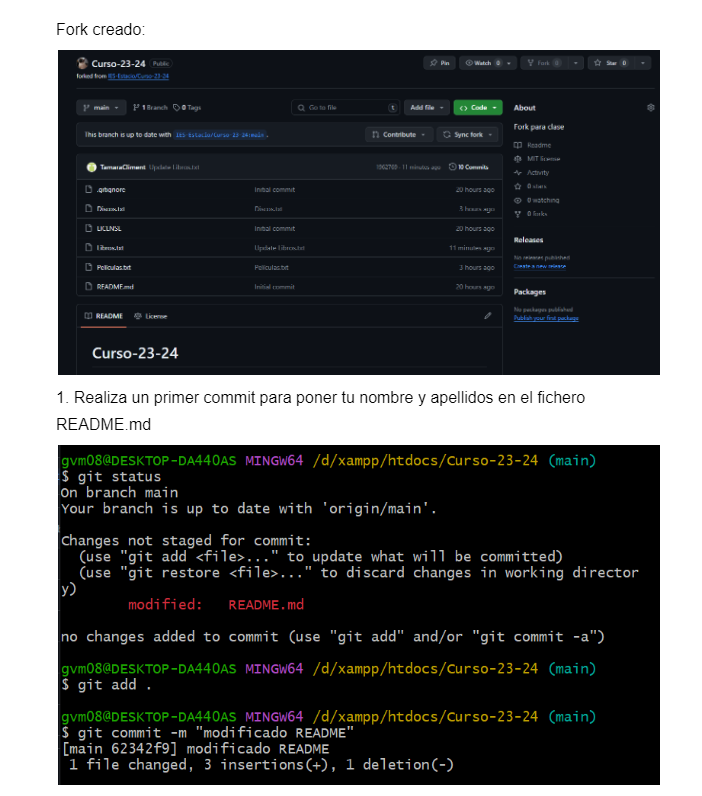 Fork creado:
Curso-23-24 Public
forked from IES-Estacio/Curso-23-24
Pin Watch 0 Fork 0 Star 0
main 1 Branch 0 Tags Go to file t Add file Code
About
Fork para clase
This branch is up to date with IES-Estacio/Curso-23-24:main . Contribute Sync fork
Readme
MIT license
Activity
0 stars
0 watching
0 forks
TamaraCliment Update Libros.txt 11 minutes ago 10 Commits
.gitignore Initial commit 20 hours ago
Discos.txt Discos.txt 3 hours ago
LICENSE Initial commit 20 hours ago
Libros.txt Update Libros.txt 11 minutes ago
Peliculas.txt Peliculas.txt 3 hours ago
README.md Initial commit 20 hours ago
Releases
No releases published
Create a new release
Packages
No packages published
Publish your first package
README License
Curso-23-24
1. Realiza un primer commit para poner tu nombre y apellidos en el fichero
README.md
gvm08@DESKTOP-DA440AS MINGW64 /d/xampp/htdocs/Curso-23-24 (main)
$ git status
On branch main
Your branch is up to date with 'origin/main'.
Changes not staged for commit:
(use "git add <file>..." to update what will be committed)
(use "git restore <file>..." to discard changes in working director
y)
modified: README.md
no changes added to commit (use "git add" and/or "git commit -a")
gvm08@DESKTOP-DA440AS MINGW64 /d/xampp/htdocs/Curso-23-24 (main)
$ git add .
gvm08@DESKTOP-DA440AS MINGW64 /d/xampp/htdocs/Curso-23-24 (main)
$ git commit -m "modificado README"
[main 62342f9] modificado README
1 file changed, 3 insertions(+), 1 deletion(-)